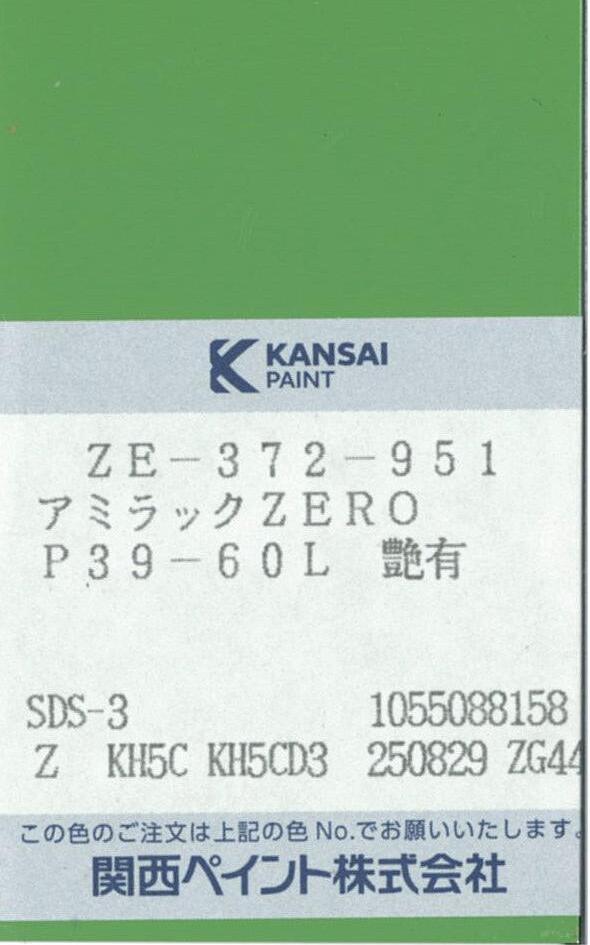 KANSAI
PAINT
ZE-372-951
アミラックZERO
P39-60L 艶有
SDS-3 1055088158
Z KH5C KH5CD3 250829 ZG44
この色のご注文は上記の色No.でお願いいたします。
関西ペイント株式会社